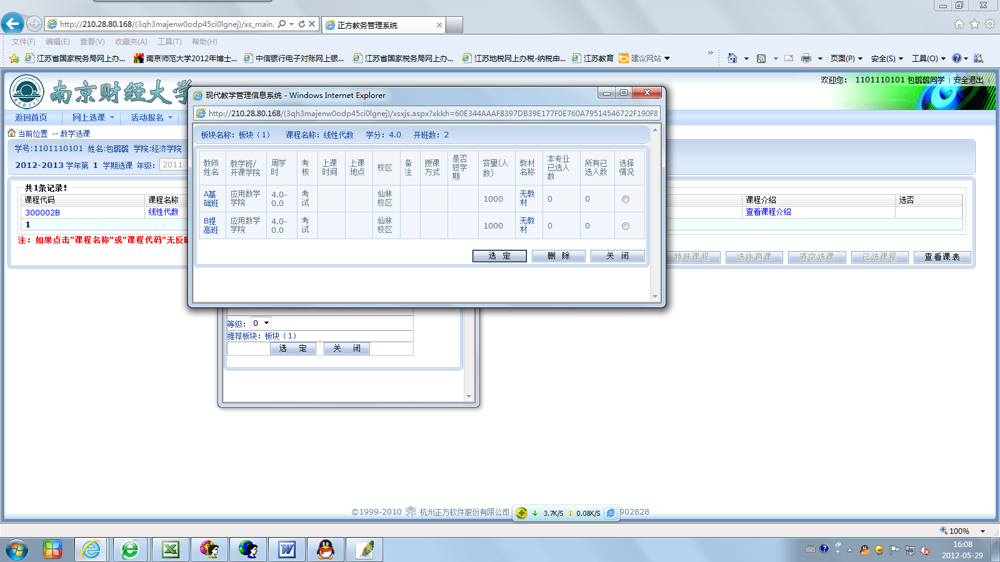 http://210.28.80.168/(3qh3majenw0odp45ci0lgnej)/xs_main.
正方教务管理系统
文件(F) 编辑(E) 查看(V) 收藏夹(A) 工具(T) 帮助(H)
江苏省国家税务局网上办... 南京师范大学2012年博士... 中信银行电子对账网上银... 江苏省国家税务局网上办... 江苏地税网上办税-纳税申... 江苏教育 建议网站 页面(P) 安全(S) 工具(O)
南京财经大学
欢迎您： 1101110101 包璐璐同学 安全退出
返回首页 网上选课 活动报名
当前位置 -- 数学选课
学号:1101110101 姓名:包璐璐 学院:经济学院
2012-2013 学年第 1 学期选课 年级： 2011
共1条记录!
课程代码 课程名称 课程介绍 选否
300002B 线性代数 查看课程介绍
1
注：如果点击"课程名称"或"课程代码"无反
特殊课程 选体育课 清空选课 已选课程 查看课表
现代教学管理信息系统 - Windows Internet Explorer
http://210.28.80.168/(3qh3majenw0odp45ci0lgnej)/xsxjs.aspx?xkkh=60E344AAAF8397DB39E177F0E760A79514546722F190F8
板块名称：板块（1） 课程名称：线性代数 学分：4.0 开班数：2
教师姓名 教学班/开课学院 周学时 考核 上课时间 上课地点 校区 备注 授课方式 是否短学期 容量(人数) 教材名称 本专业已选人数 所有已选人数 选择情况
A基础班 应用数学学院 4.0-0.0 考试 仙林校区 1000 无教材 0 0
B提高班 应用数学学院 4.0-0.0 考试 仙林校区 1000 无教材 0 0
选 定 删 除 关 闭
等级： 0
推荐板块：板块（1）
选 定 关 闭
©1999-2010 杭州正方软件股份有限公司 902828
3.7K/S 0.08K/S
100%
16:08
2012-05-29